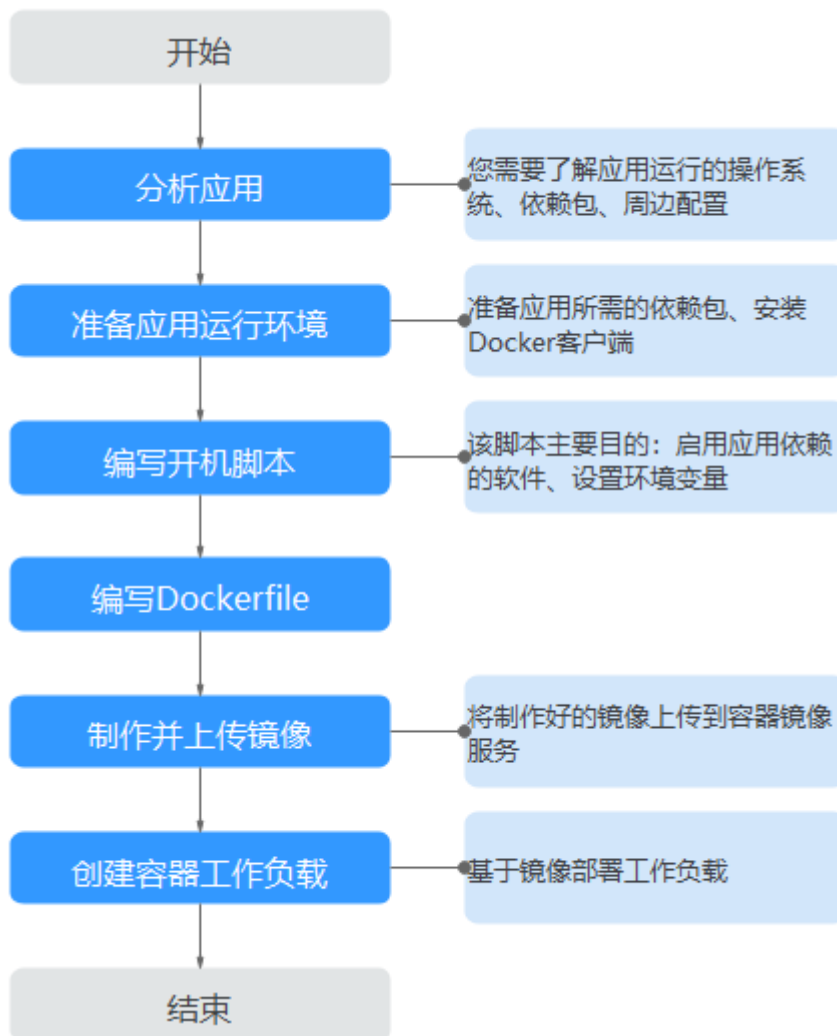 开始
分析应用
您需要了解应用运行的操作系
统、依赖包、周边配置
准备应用运行环境
准备应用所需的依赖包、安装
Docker客户端
编写开机脚本
该脚本主要目的：启用应用依赖
的软件、设置环境变量
编写Dockerfile
制作并上传镜像
将制作好的镜像上传到容器镜像
服务
创建容器工作负载
基于镜像部署工作负载
结束